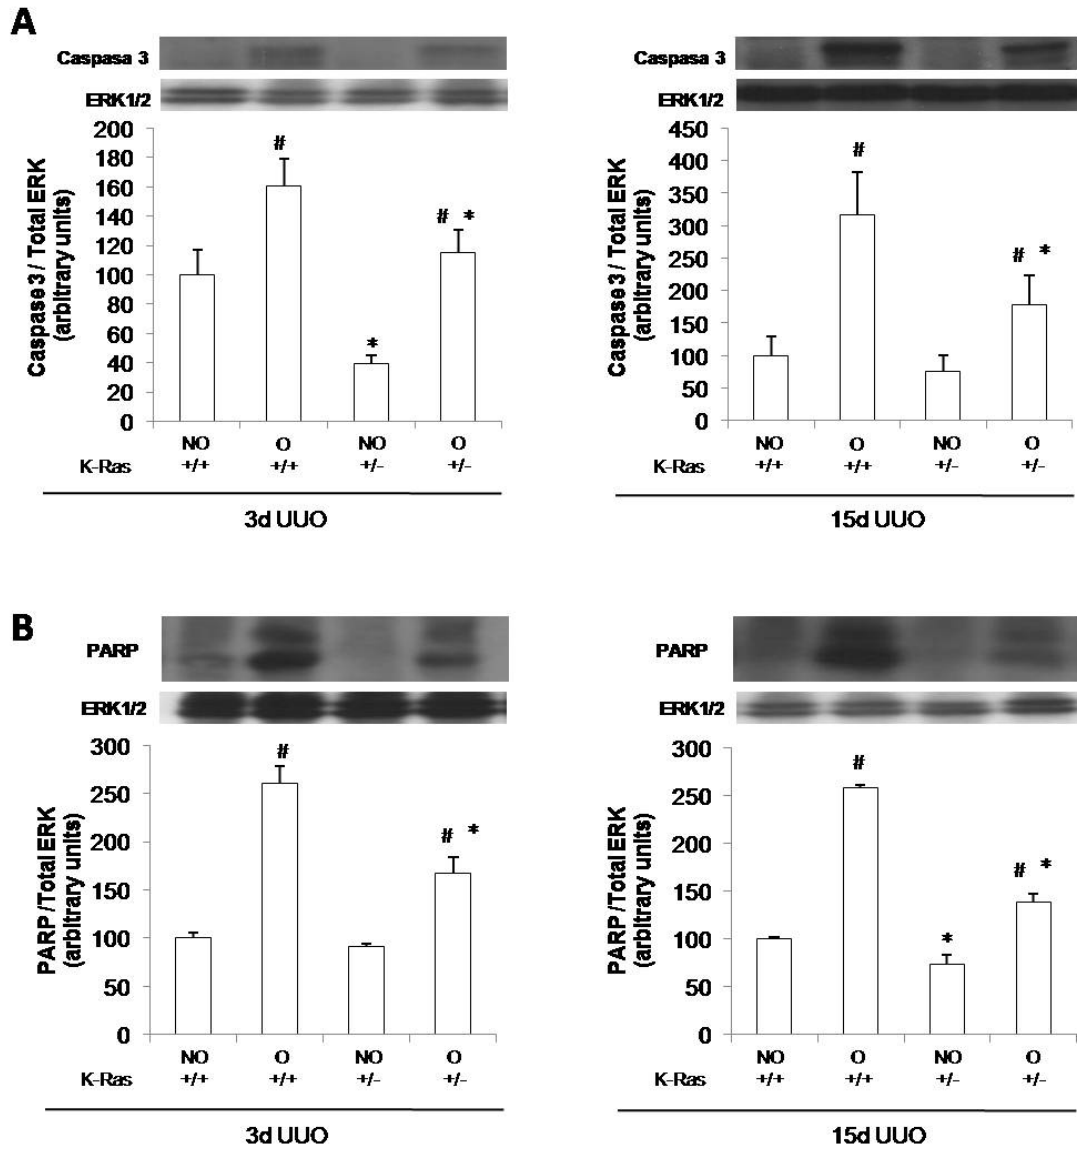 A
Caspasa 3
ERK1/2
Caspase 3 / Total ERK
(arbitrary units)
200
180
160
140
120
100
80
60
40
20
0
#
*
# *
NO O NO O
K-Ras +/+ +/+ +/- +/-
3d UUO
Caspasa 3
ERK1/2
Caspase 3 / Total ERK
(arbitrary units)
450
400
350
300
250
200
150
100
50
0
#
# *
NO O NO O
K-Ras +/+ +/+ +/- +/-
15d UUO
B
PARP
ERK1/2
PARP /Total ERK
(arbitrary units)
300
250
200
150
100
50
0
#
# *
NO O NO O
K-Ras +/+ +/+ +/- +/-
3d UUO
PARP
ERK1/2
PARP /Total ERK
(arbitrary units)
300
250
200
150
100
50
0
#
*
# *
NO O NO O
K-Ras +/+ +/+ +/- +/-
15d UUO